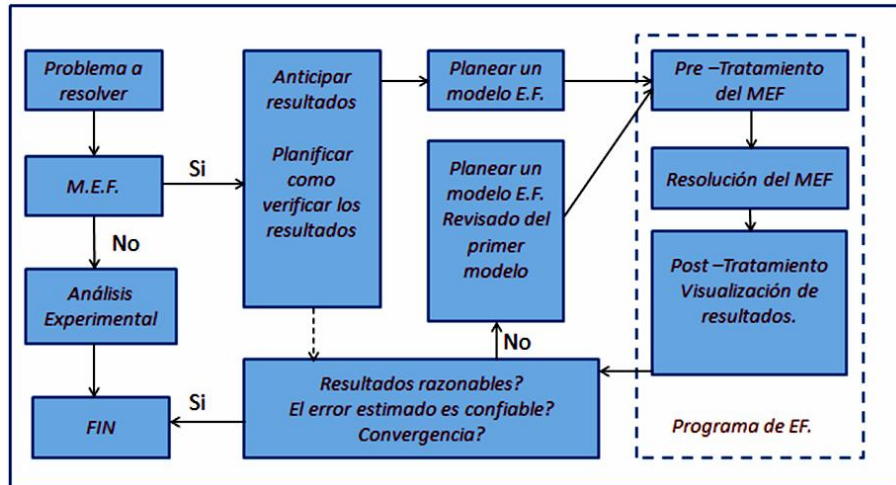 Problema a
resolver
M.E.F.
Si
No
Análisis
Experimental
FIN
Anticipar
resultados
Planificar
como
verificar los
resultados
Planear un
modelo E.F.
Planear un
modelo E.F.
Revisado del
primer
modelo
No
Pre –Tratamiento
del MEF
Resolución del MEF
Post –Tratamiento
Visualización de
resultados.
Programa de EF.
Resultados razonables?
El error estimado es confiable?
Convergencia?
Si